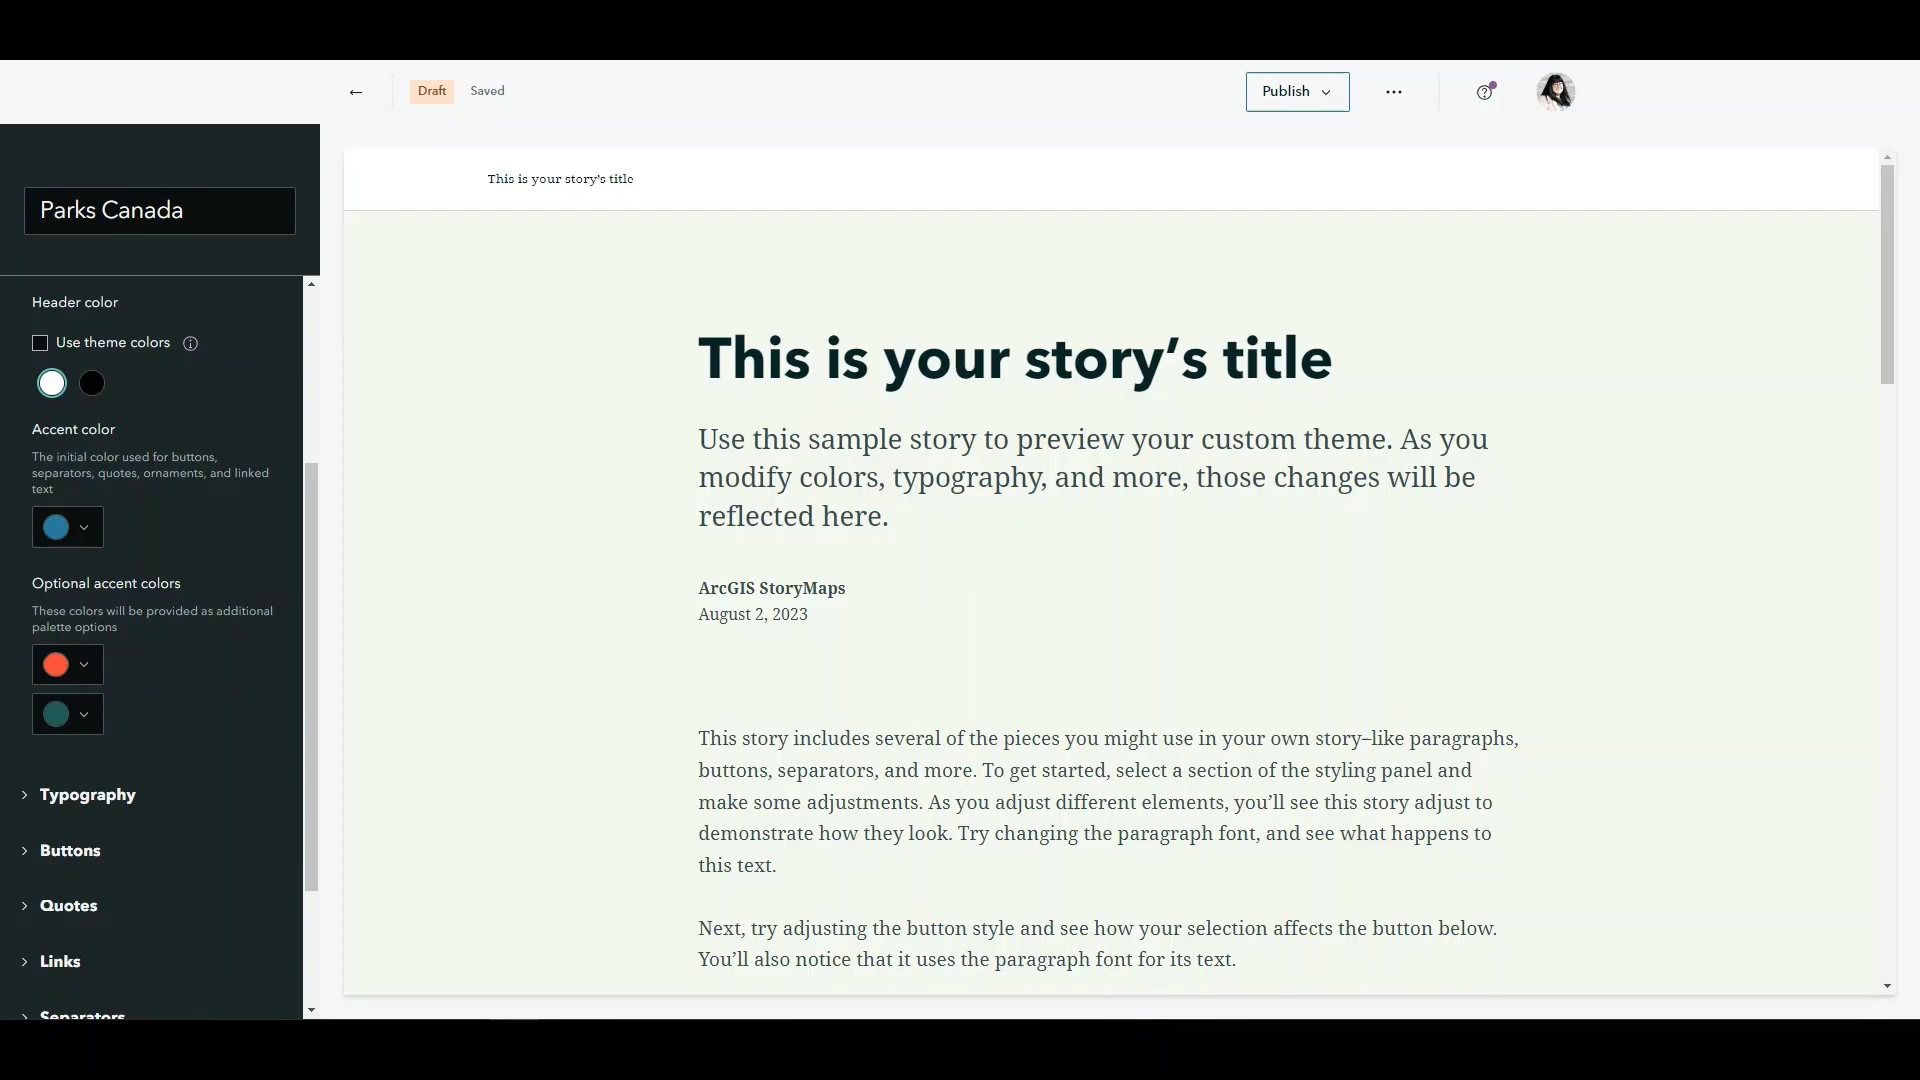 Draft
Saved
Publish
Parks Canada
Header color
Use theme colors
Accent color
The initial color used for buttons,
separators, quotes, ornaments, and linked
text
Optional accent colors
These colors will be provided as additional
palette options
Typography
Buttons
Quotes
Links
Separators
This is your story’s title
This is your story’s title
Use this sample story to preview your custom theme. As you
modify colors, typography, and more, those changes will be
reflected here.
ArcGIS StoryMaps
August 2, 2023
This story includes several of the pieces you might use in your own story–like paragraphs,
buttons, separators, and more. To get started, select a section of the styling panel and
make some adjustments. As you adjust different elements, you’ll see this story adjust to
demonstrate how they look. Try changing the paragraph font, and see what happens to
this text.
Next, try adjusting the button style and see how your selection affects the button below.
You’ll also notice that it uses the paragraph font for its text.